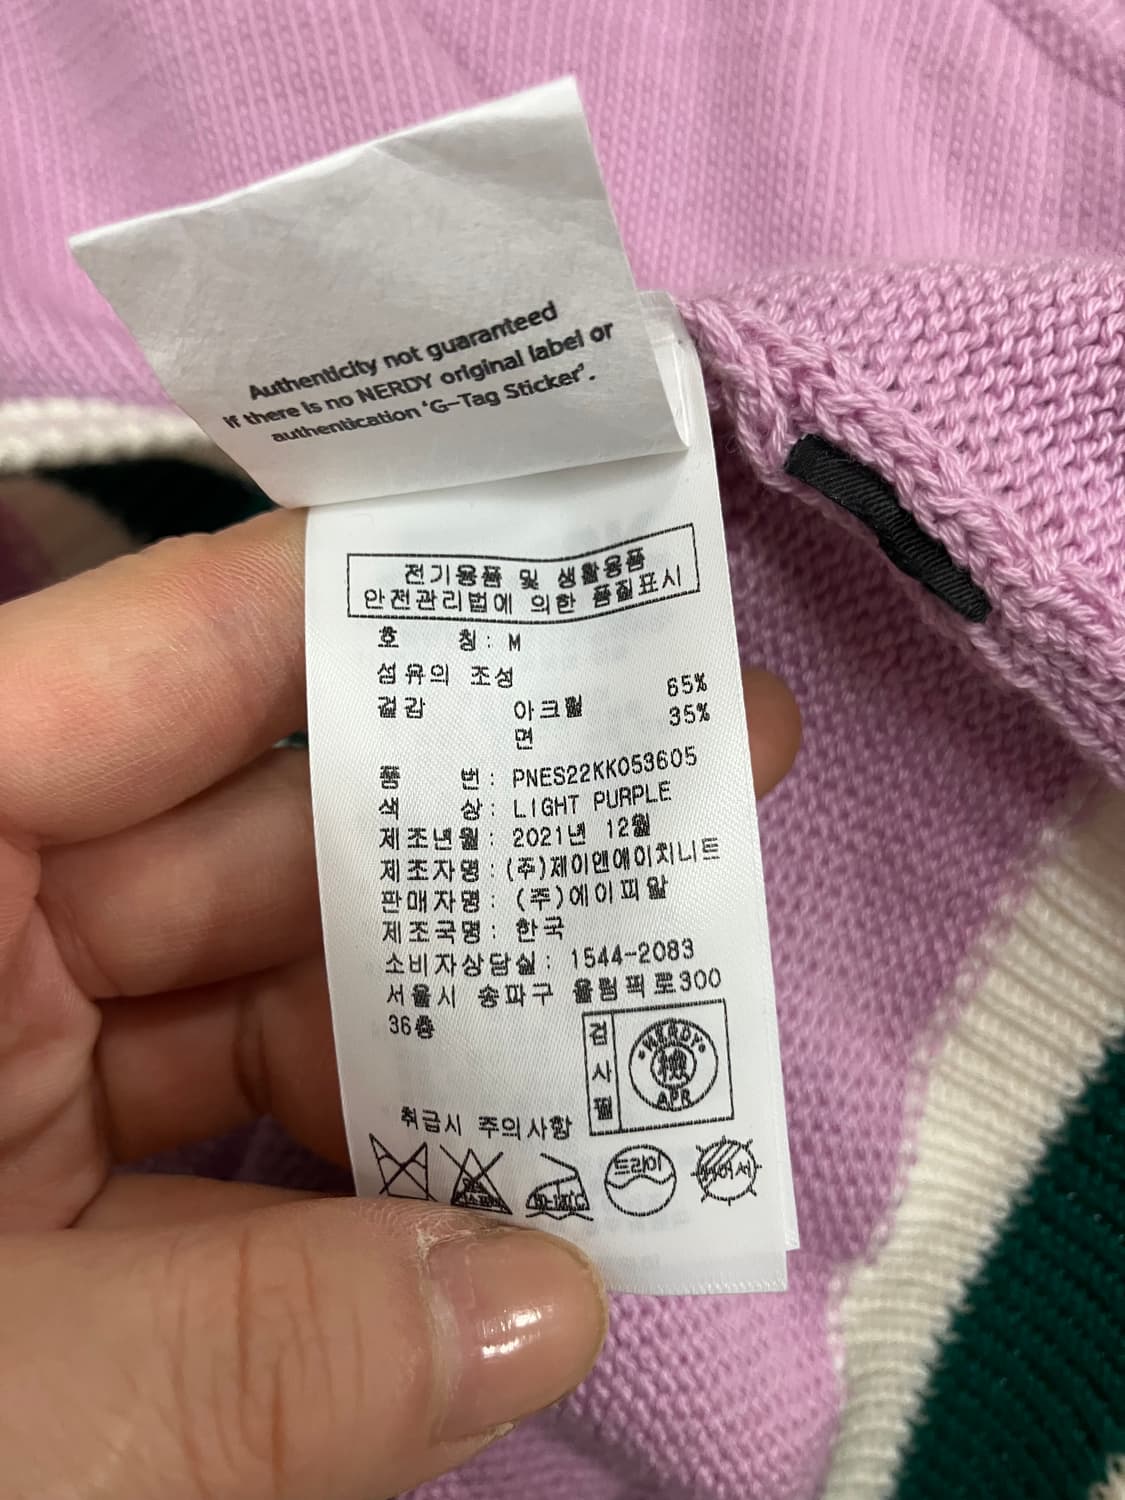 Authenticity not guaranteed
if there is no NERDY original label or
authentication 'G-Tag Sticker'.
전기용품 및 생활용품
안전관리법에 의한 품질표시
호 칭: M
섬유의 조성
겉감 아크릴 65%
면 35%
품 번: PNES22KK053605
색 상: LIGHT PURPLE
제조년월: 2021년 12월
제조자명: (주)제이앤에이치니트
판매자명: (주)에이피알
제조국명: 한국
소비자상담실: 1544-2083
서울시 송파구 올림픽로300
36층
검사필
NERDY
檢
APR
취급시 주의사항
드라이